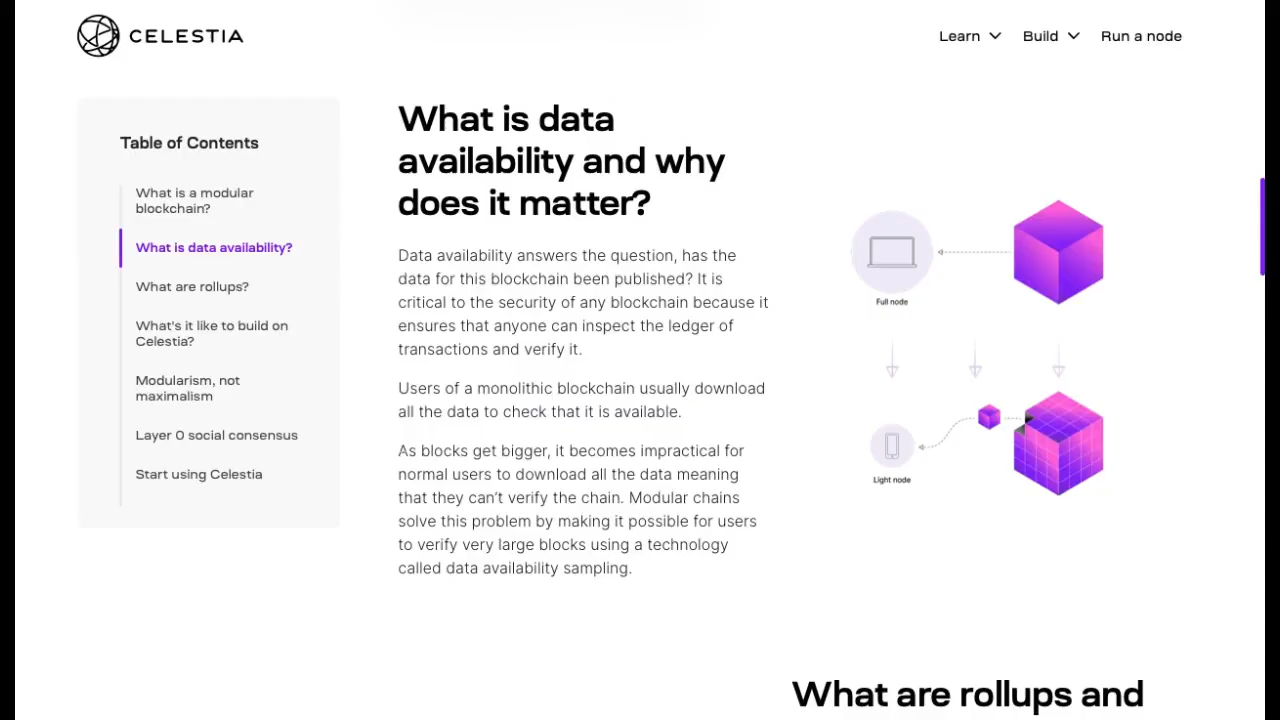 CELESTIA
Learn
Build
Run a node
Table of Contents
What is a modular
blockchain?
What is data availability?
What are rollups?
What's it like to build on
Celestia?
Modularism, not
maximalism
Layer 0 social consensus
Start using Celestia
What is data
availability and why
does it matter?
Data availability answers the question, has the
data for this blockchain been published? It is
critical to the security of any blockchain because it
ensures that anyone can inspect the ledger of
transactions and verify it.
Users of a monolithic blockchain usually download
all the data to check that it is available.
As blocks get bigger, it becomes impractical for
normal users to download all the data meaning
that they can’t verify the chain. Modular chains
solve this problem by making it possible for users
to verify very large blocks using a technology
called data availability sampling.
Full node
Light node
What are rollups and